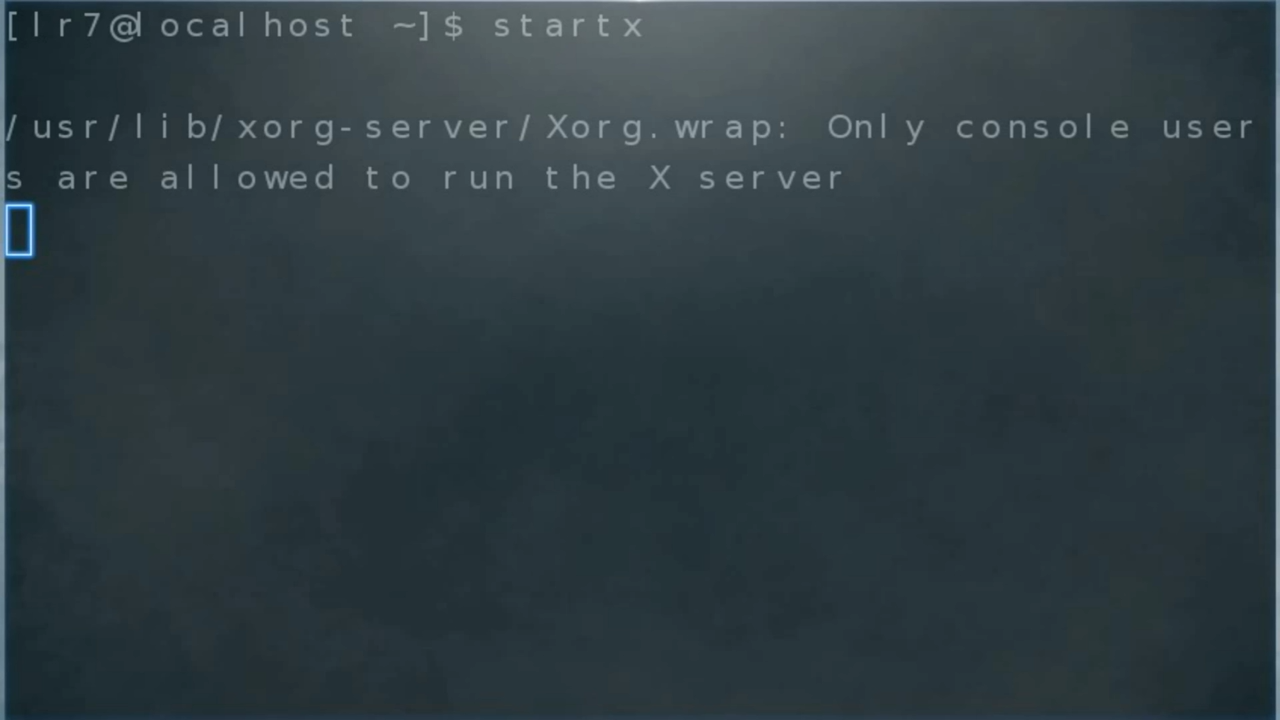 [lr7@localhost ~]$ startx
/usr/lib/xorg-server/Xorg.wrap: Only console user
s are allowed to run the X server